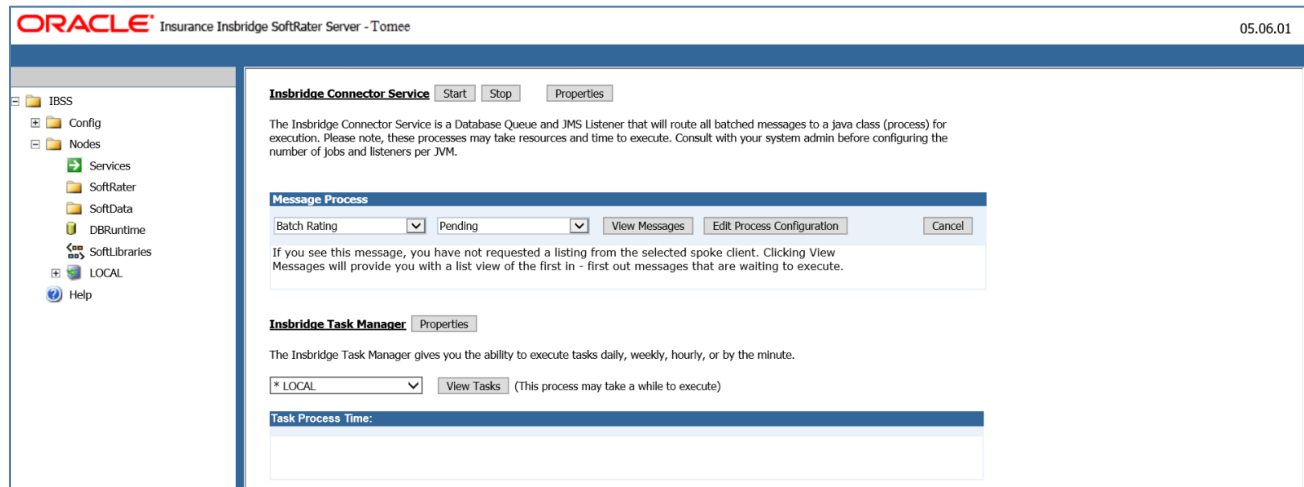 ORACLE® Insurance Insbridge SoftRater Server - Tomee
05.06.01
IBSS
Config
Nodes
Services
SoftRater
SoftData
DBRuntime
SoftLibraries
LOCAL
Help
Insbridge Connector Service Start Stop Properties
The Insbridge Connector Service is a Database Queue and JMS Listener that will route all batched messages to a java class (process) for
execution. Please note, these processes may take resources and time to execute. Consult with your system admin before configuring the
number of jobs and listeners per JVM.
Message Process
Batch Rating Pending View Messages Edit Process Configuration Cancel
If you see this message, you have not requested a listing from the selected spoke client. Clicking View
Messages will provide you with a list view of the first in - first out messages that are waiting to execute.
Insbridge Task Manager Properties
The Insbridge Task Manager gives you the ability to execute tasks daily, weekly, hourly, or by the minute.
* LOCAL View Tasks (This process may take a while to execute)
Task Process Time: